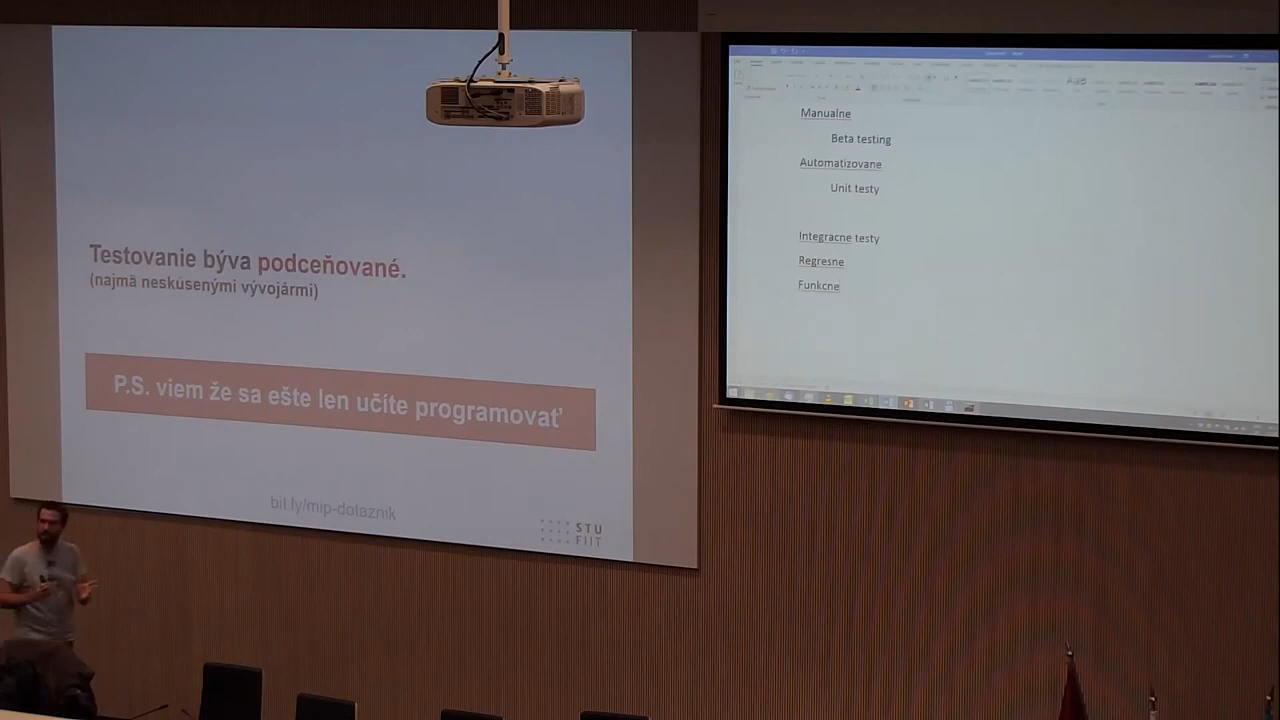 Testovanie býva podceňované.
(najmä neskúsenými vývojármi)
P.S. viem že sa ešte len učíte programovať
bit.ly/mip-dotaznik
STU
FIIT
Manualne
Beta testing
Automatizovane
Unit testy
Integracne testy
Regresne
Funkcne